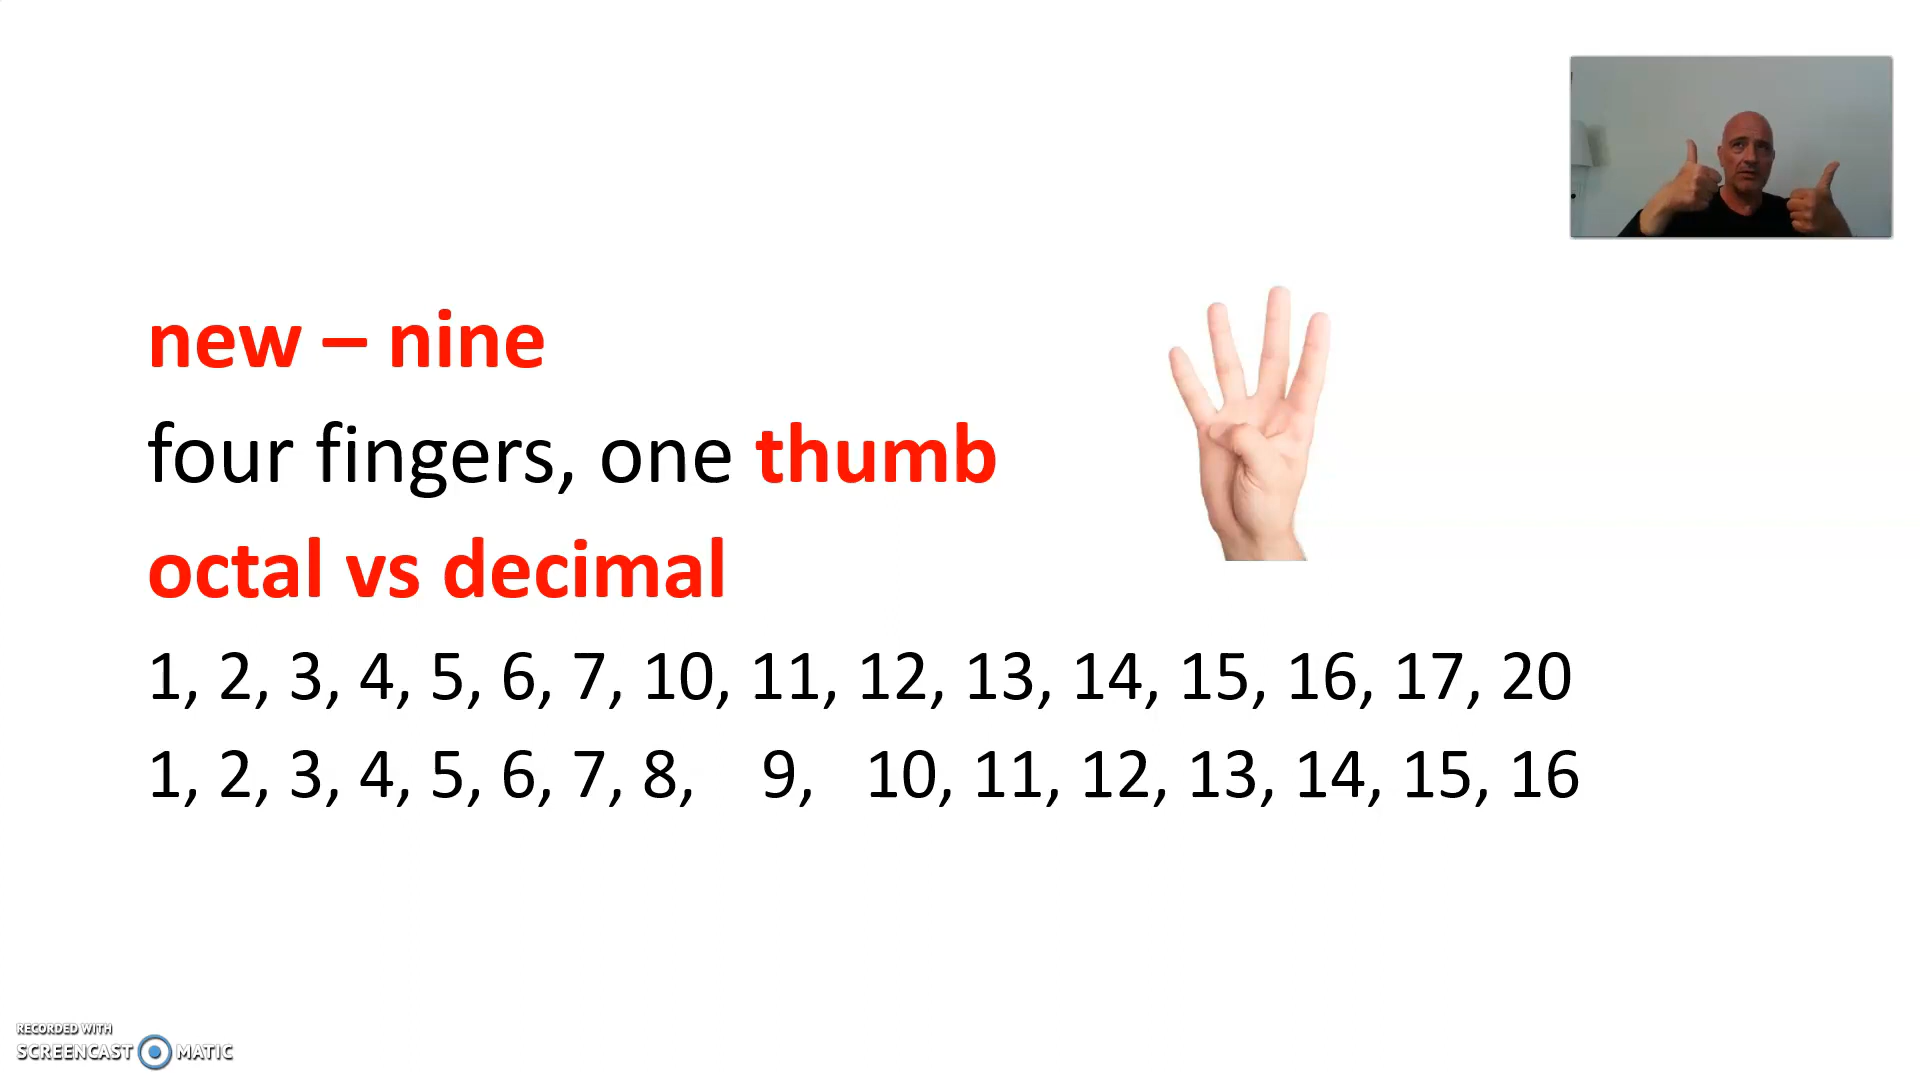 new – nine
four fingers, one thumb
octal vs decimal
1, 2, 3, 4, 5, 6, 7, 10, 11, 12, 13, 14, 15, 16, 17, 20
1, 2, 3, 4, 5, 6, 7, 8, 9, 10, 11, 12, 13, 14, 15, 16
RECORDED WITH
SCREENCAST MATIC